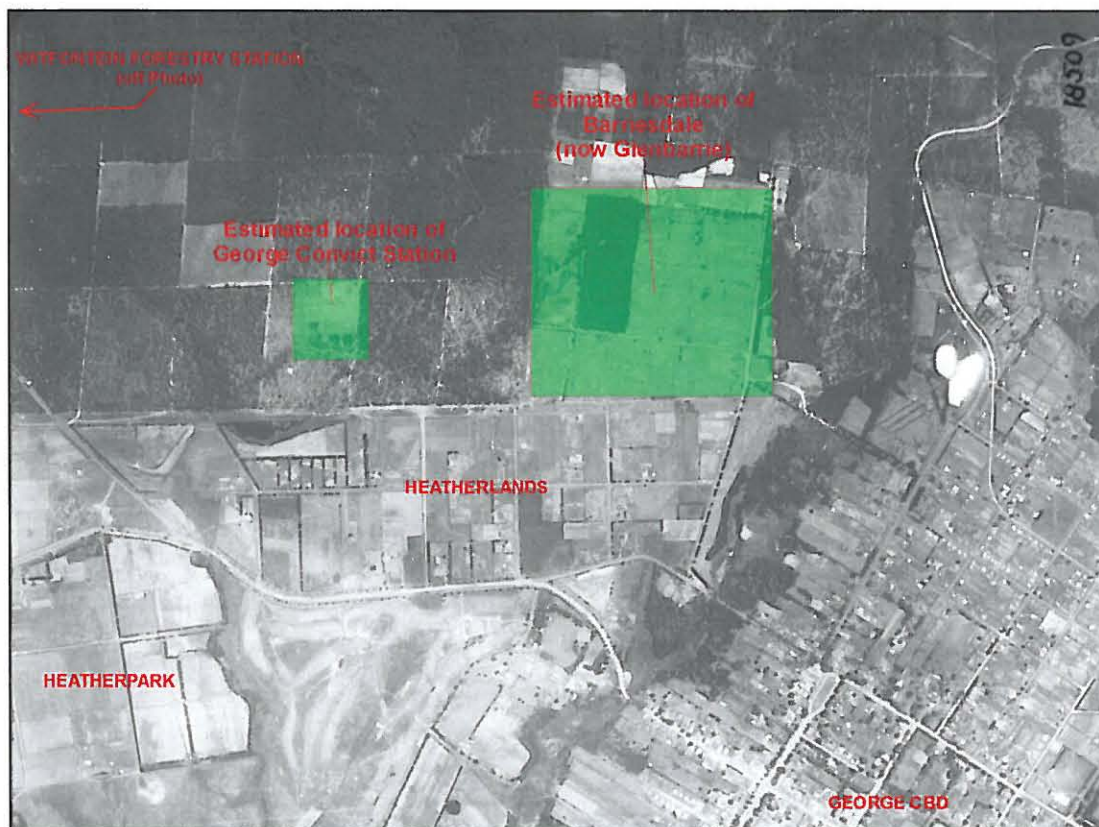 WITFONTEIN FORESTRY STATION
(off Photo)
18509
Estimated location of
Barnesdale
(now Glenbarrie)
Estimated location of
George Convict Station
HEATHERLANDS
HEATHERPARK
GEORGE CBD